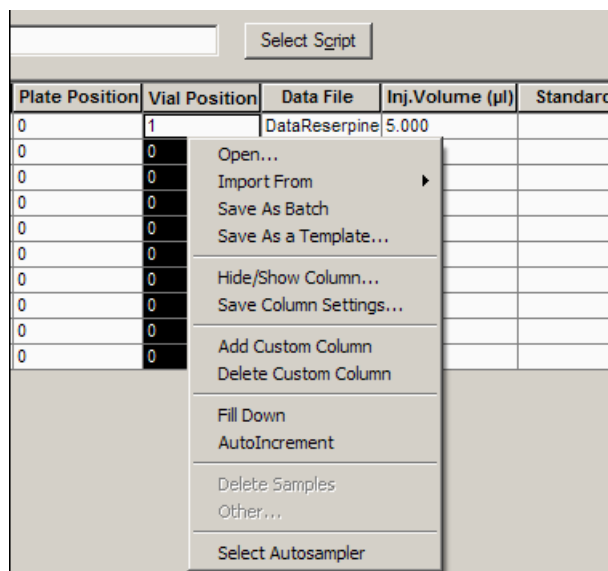 Select Script
Plate Position Vial Position Data File Inj.Volume (µl) Standard
0 1 DataReserpine 5.000
0 0
0 0
0 0
0 0
0 0
0 0
0 0
0 0
0 0
Open...
Import From
Save As Batch
Save As a Template...
Hide/Show Column...
Save Column Settings...
Add Custom Column
Delete Custom Column
Fill Down
AutoIncrement
Delete Samples
Other...
Select Autosampler